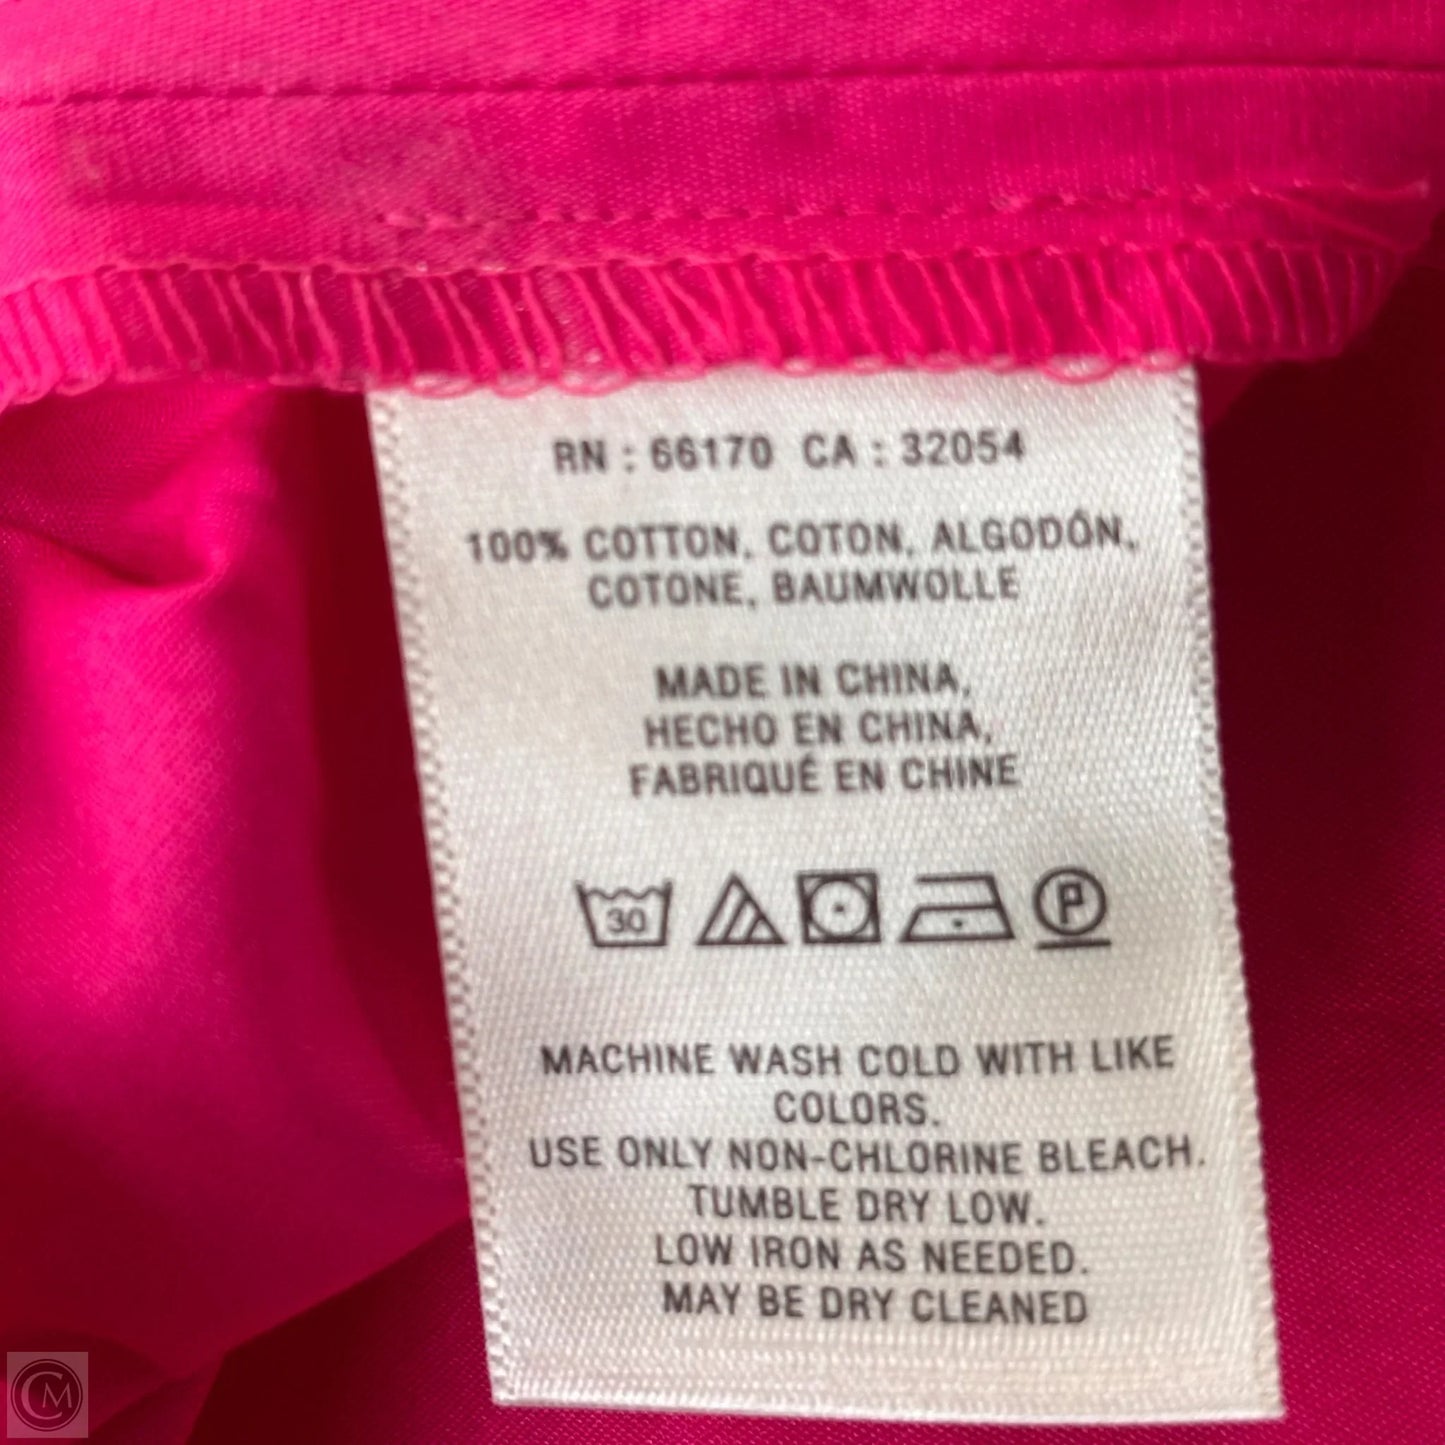 RN : 66170 CA : 32054
100% COTTON, COTON, ALGODÓN,
COTONE, BAUMWOLLE
MADE IN CHINA,
HECHO EN CHINA,
FABRIQUÉ EN CHINE
30 P
MACHINE WASH COLD WITH LIKE
COLORS.
USE ONLY NON-CHLORINE BLEACH.
TUMBLE DRY LOW.
LOW IRON AS NEEDED.
MAY BE DRY CLEANED
CM